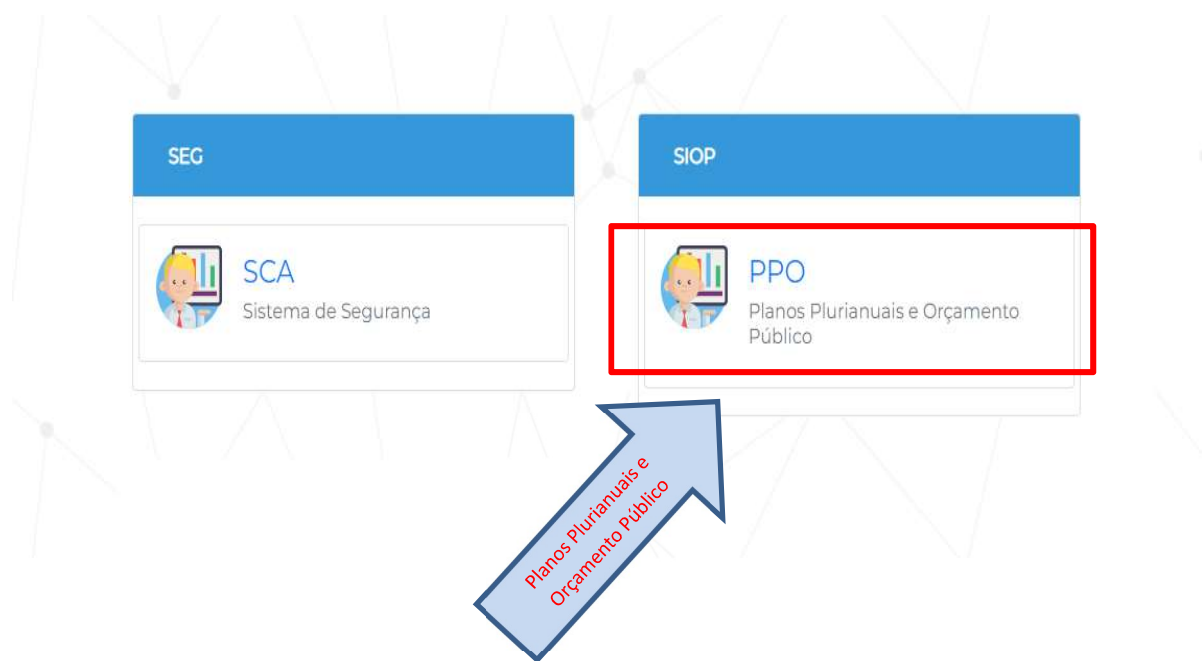 SEG
SCA
Sistema de Segurança
SIOP
PPO
Planos Plurianuais e Orçamento
Público
Planos Plurianuais e
Orçamento Público